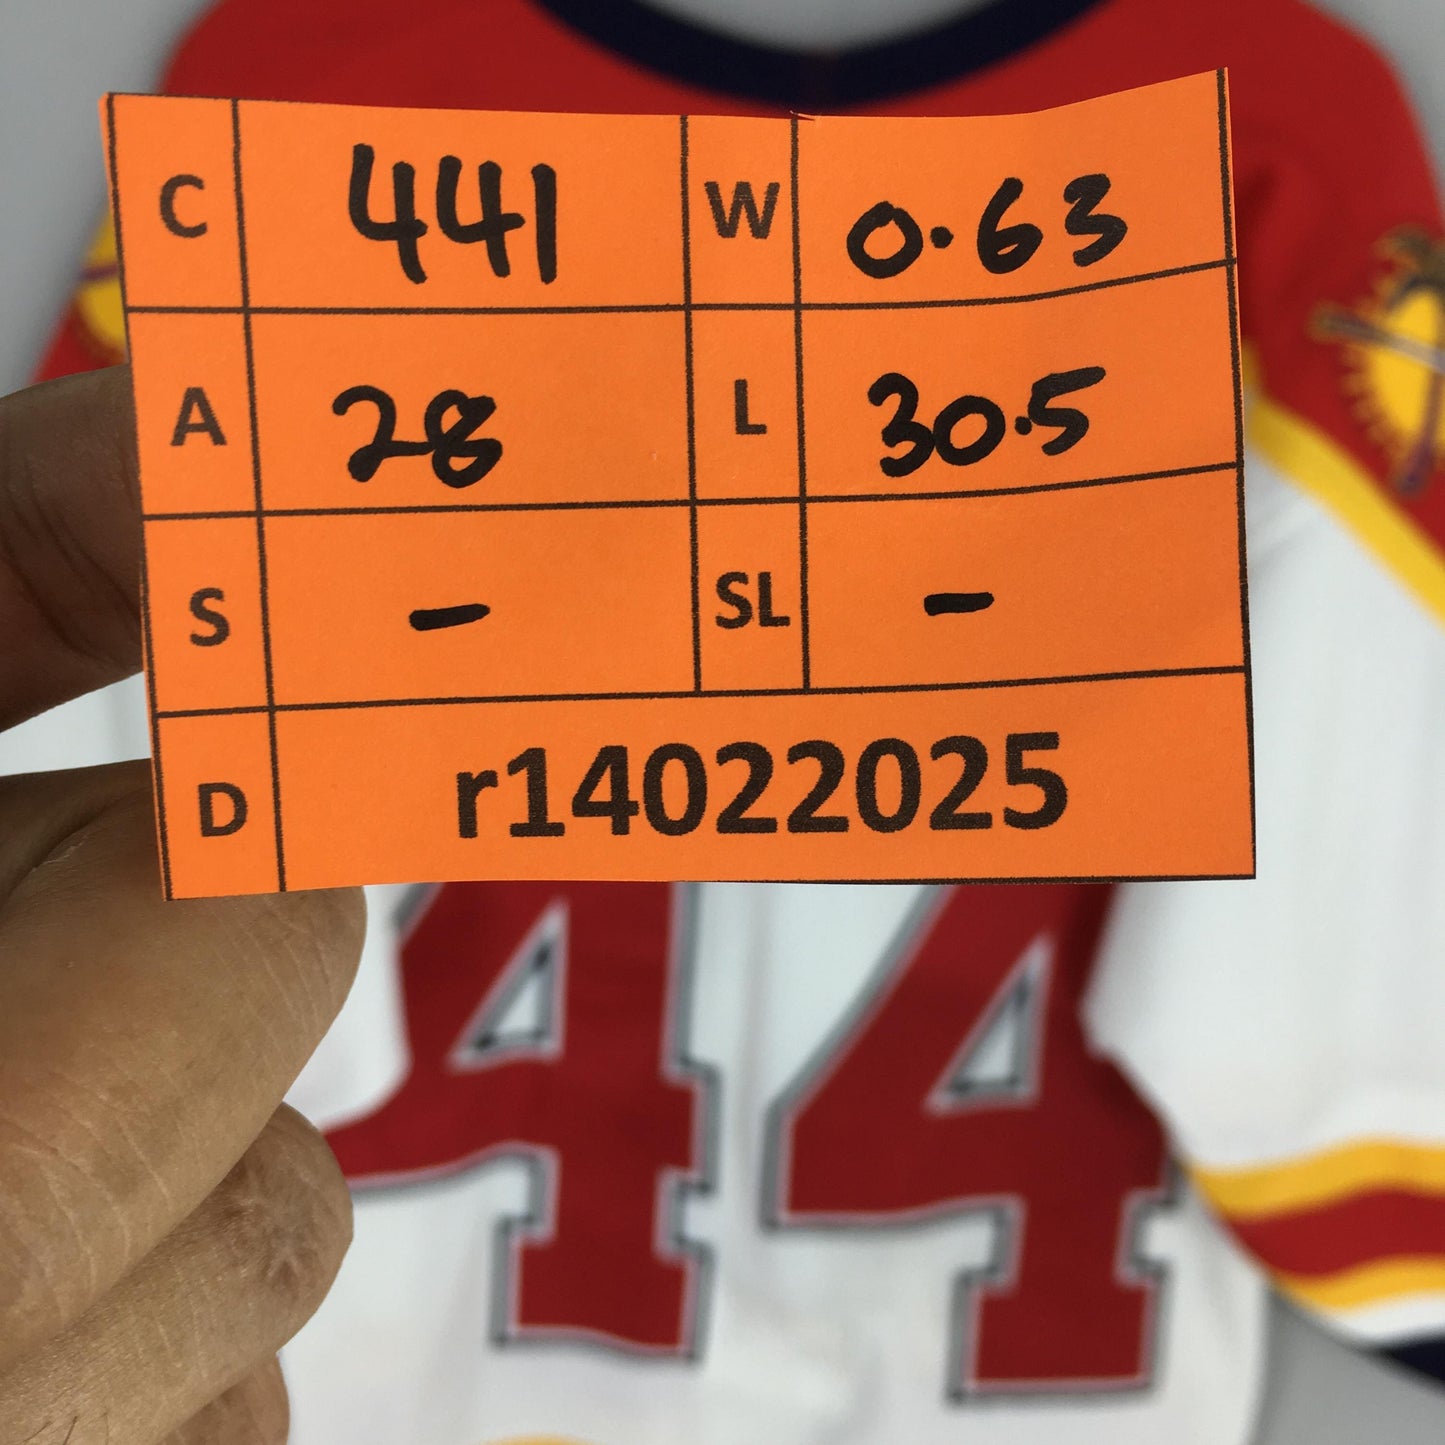 C 441 W 0.63
A 28 L 30.5
S - SL -
D r14022025
44